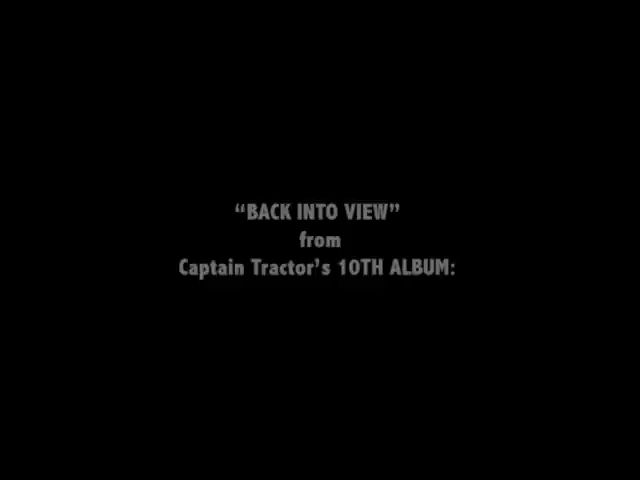 “BACK INTO VIEW”
from
Captain Tractor’s 10TH ALBUM: